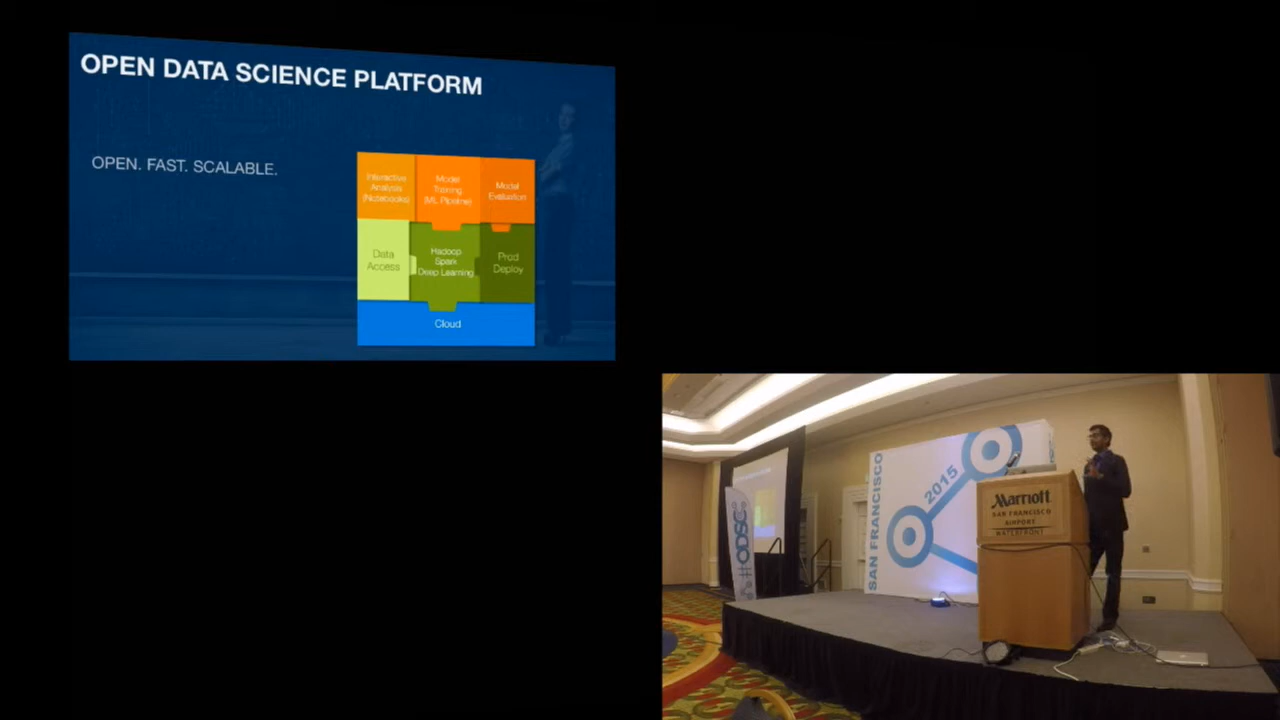 OPEN DATA SCIENCE PLATFORM
OPEN. FAST. SCALABLE.
Interactive
Analysis
(Notebooks)
Model
Training
(ML Pipeline)
Model
Evaluation
Data
Access
Hadoop
Spark
Deep Learning
Prod
Deploy
Cloud
SAN FRANCISCO
2015
#ODSC
Marriott
SAN FRANCISCO
AIRPORT
WATERFRONT